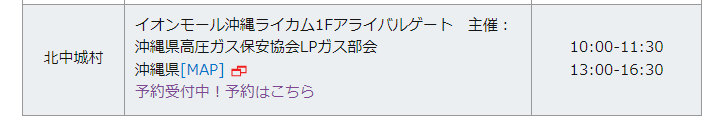 北中城村
イオンモール沖縄ライカム1Fアライバルゲート　主催：
沖縄県高圧ガス保安協会LPガス部会
沖縄県[MAP]
予約受付中！予約はこちら
10:00-11:30
13:00-16:30